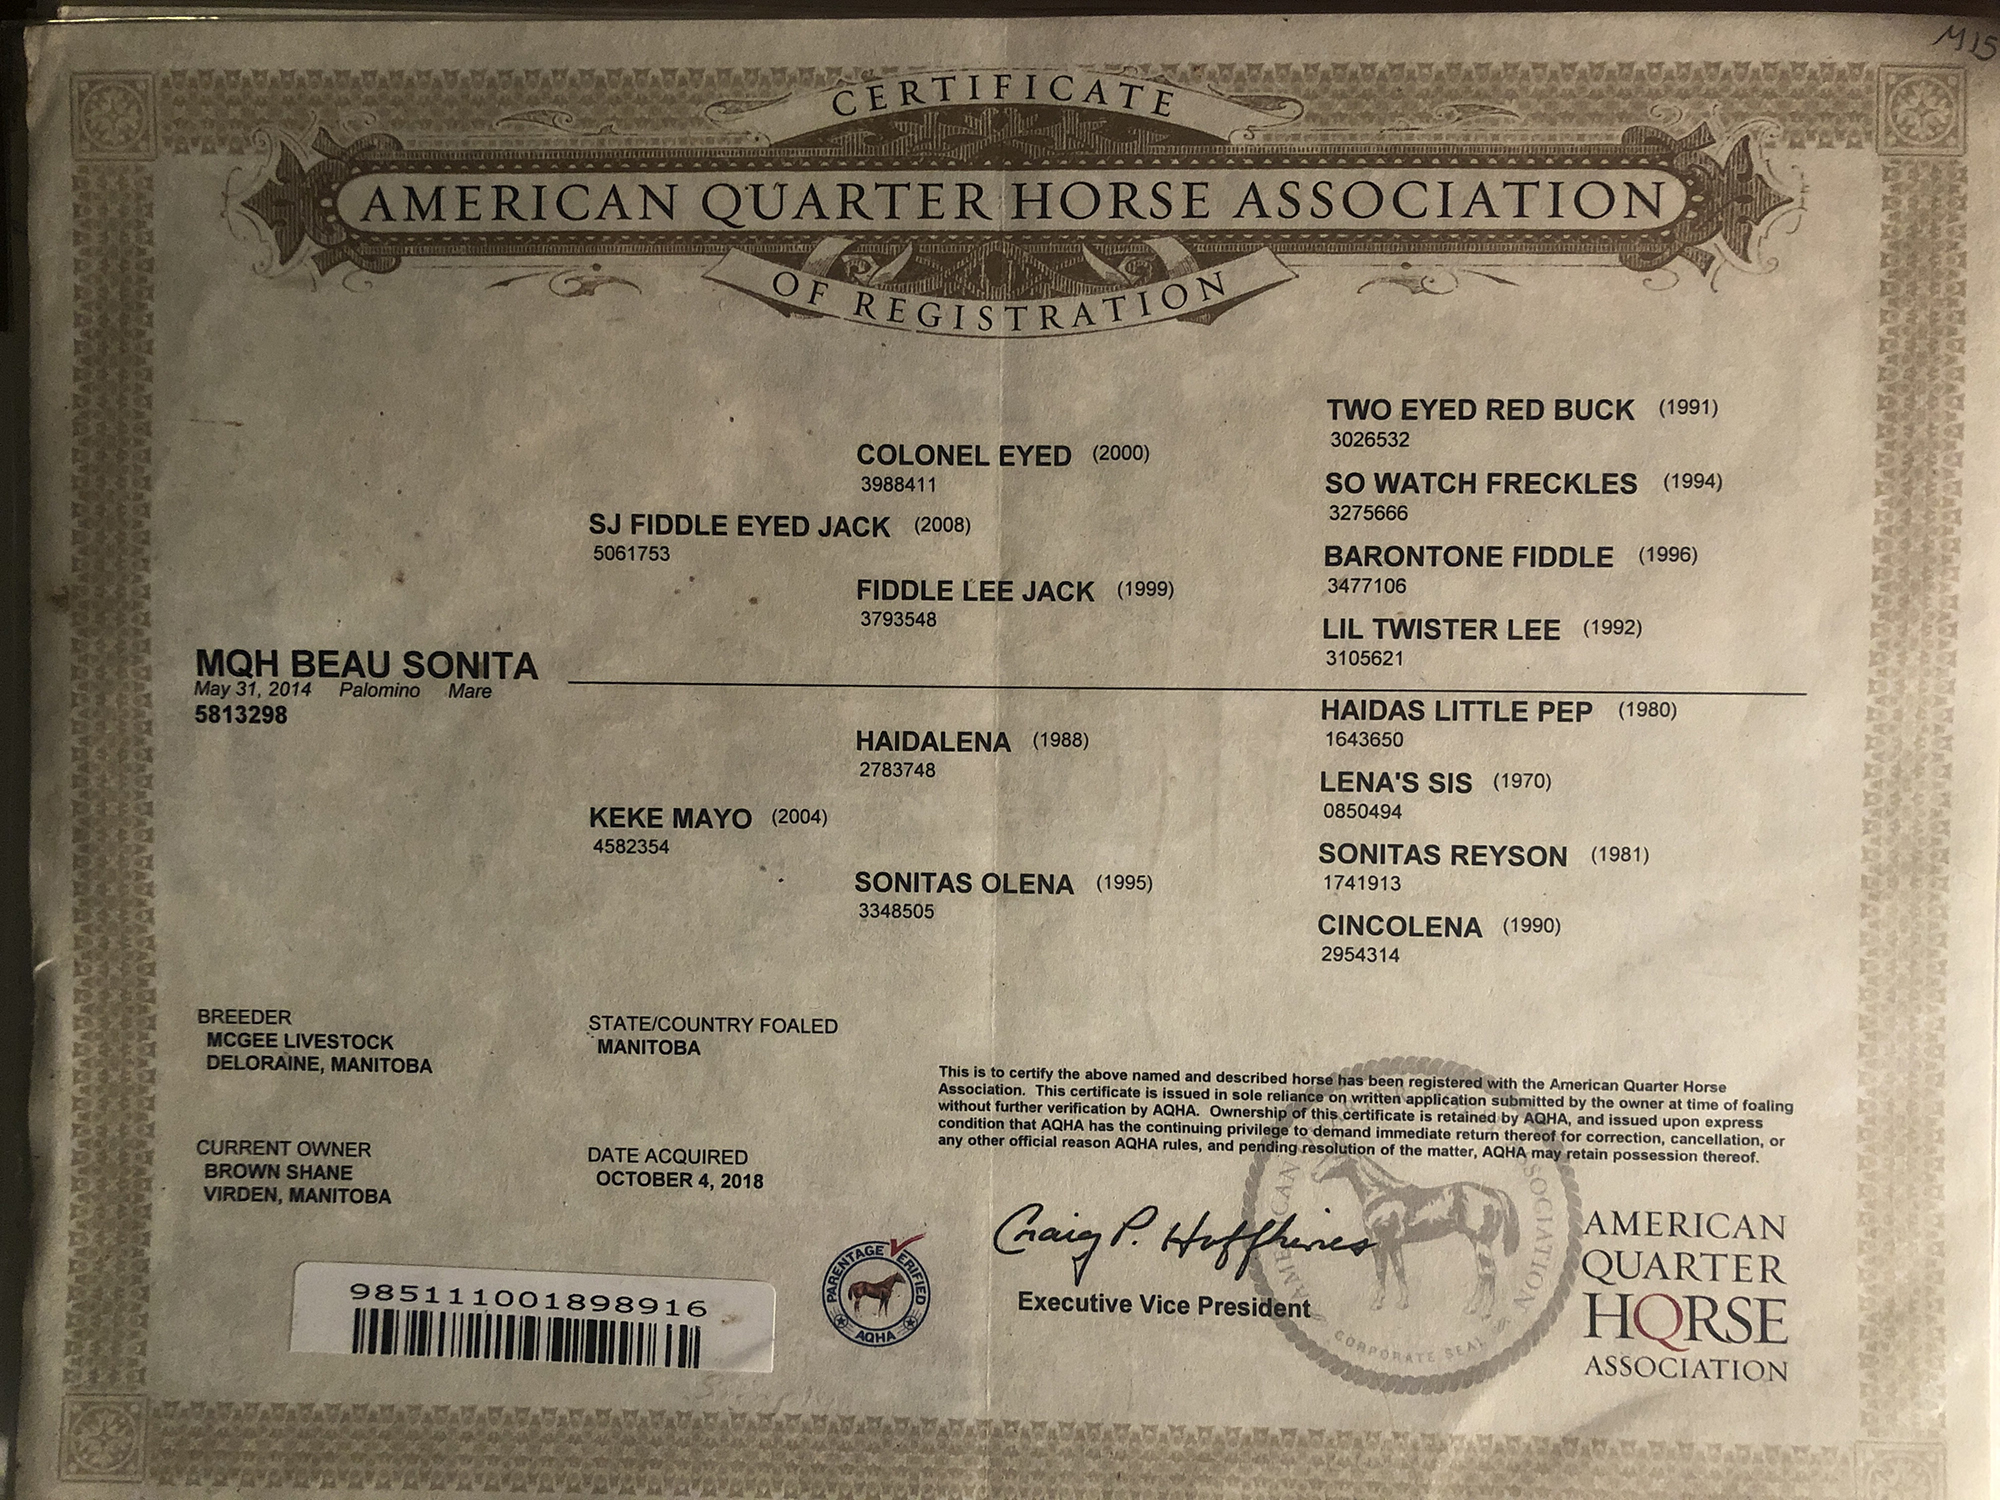 M15
CERTIFICATE
AMERICAN QUARTER HORSE ASSOCIATION
OF REGISTRATION
TWO EYED RED BUCK (1991)
3026532
COLONEL EYED (2000)
3988411
SO WATCH FRECKLES (1994)
3275666
SJ FIDDLE EYED JACK (2008)
5061753
BARONTONE FIDDLE (1996)
3477106
FIDDLE LEE JACK (1999)
3793548
LIL TWISTER LEE (1992)
3105621
MQH BEAU SONITA
May 31, 2014 Palomino Mare
5813298
HAIDAS LITTLE PEP (1980)
1643650
HAIDALENA (1988)
2783748
LENA'S SIS (1970)
0850494
KEKE MAYO (2004)
4582354
SONITAS REYSON (1981)
1741913
SONITAS OLENA (1995)
3348505
CINCOLENA (1990)
2954314
BREEDER
MCGEE LIVESTOCK
DELORAINE, MANITOBA
STATE/COUNTRY FOALED
MANITOBA
This is to certify the above named and described horse has been registered with the American Quarter Horse
Association. This certificate is issued in sole reliance on written application submitted by the owner at time of foaling
without further verification by AQHA. Ownership of this certificate is retained by AQHA, and issued upon express
condition that AQHA has the continuing privilege to demand immediate return thereof for correction, cancellation, or
any other official reason AQHA rules, and pending resolution of the matter, AQHA may retain possession thereof.
CURRENT OWNER
BROWN SHANE
VIRDEN, MANITOBA
DATE ACQUIRED
OCTOBER 4, 2018
985111001898916
PARENTAGE VERIFIED
AQHA
Craig P. Huffhines
Executive Vice President
AMERICAN ASSOCIATION
CORPORATE SEAL
AMERICAN
QUARTER
HORSE
ASSOCIATION